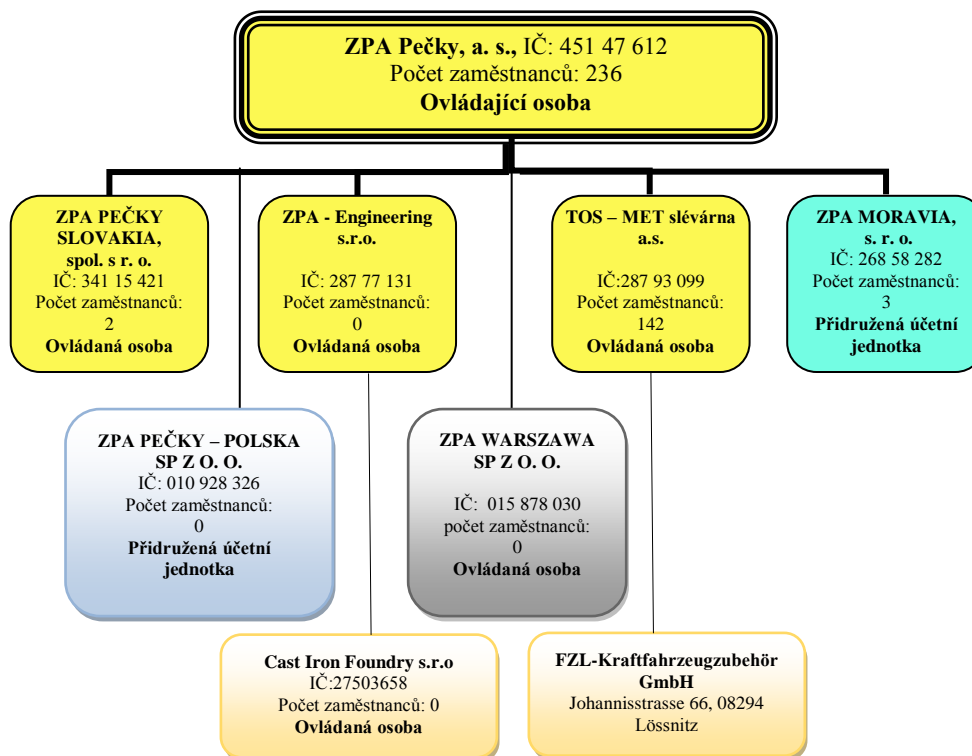 ZPA Pečky, a. s., IČ: 451 47 612
Počet zaměstnanců: 236
Ovládající osoba
ZPA PEČKY
SLOVAKIA,
spol. s r. o.
IČ: 341 15 421
Počet zaměstnanců:
2
Ovládaná osoba
ZPA - Engineering
s.r.o.
IČ: 287 77 131
Počet zaměstnanců:
0
Ovládaná osoba
TOS – MET slévárna
a.s.
IČ:287 93 099
Počet zaměstnanců:
142
Ovládaná osoba
ZPA MORAVIA,
s. r. o.
IČ: 268 58 282
Počet zaměstnanců:
3
Přidružená účetní
jednotka
ZPA PEČKY – POLSKA
SP Z O. O.
IČ: 010 928 326
Počet zaměstnanců:
0
Přidružená účetní
jednotka
ZPA WARSZAWA
SP Z O. O.
IČ: 015 878 030
počet zaměstnanců:
0
Ovládaná osoba
Cast Iron Foundry s.r.o
IČ:27503658
Počet zaměstnanců: 0
Ovládaná osoba
FZL-Kraftfahrzeugzubehör
GmbH
Johannisstrasse 66, 08294
Lössnitz